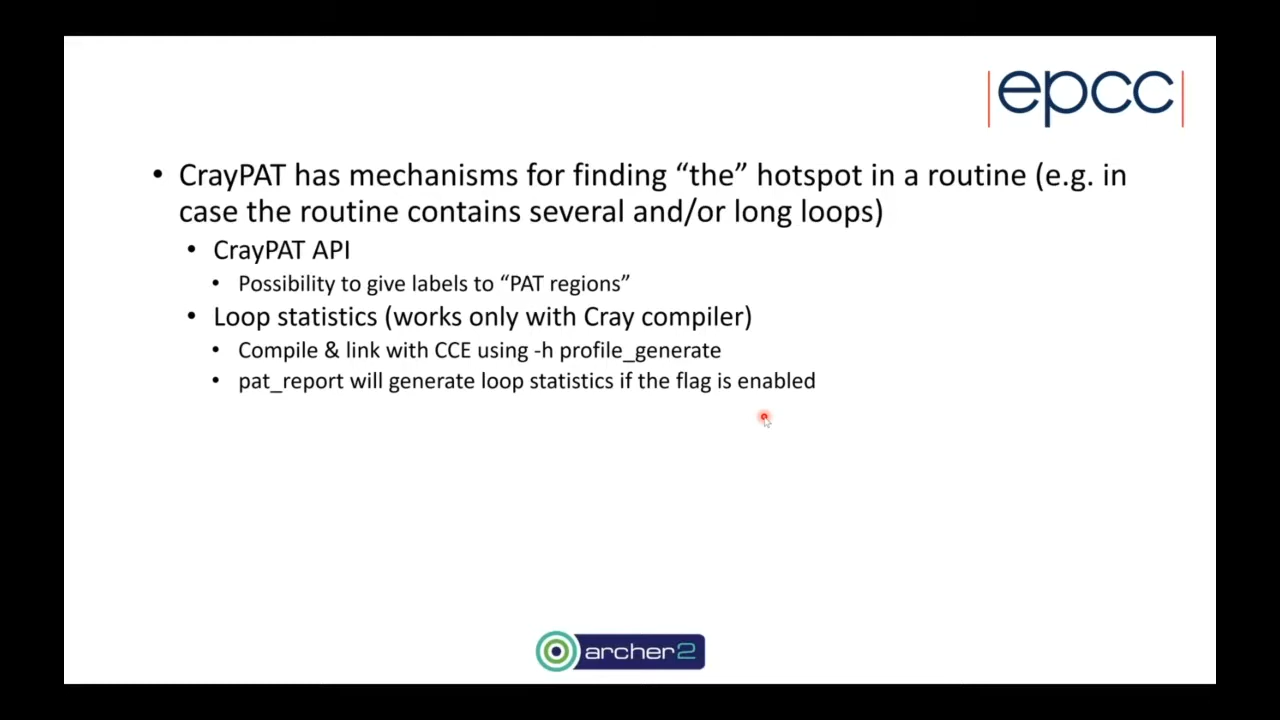 |epcc|
• CrayPAT has mechanisms for finding “the” hotspot in a routine (e.g. in
case the routine contains several and/or long loops)
• CrayPAT API
• Possibility to give labels to “PAT regions”
• Loop statistics (works only with Cray compiler)
• Compile & link with CCE using -h profile_generate
• pat_report will generate loop statistics if the flag is enabled
archer2